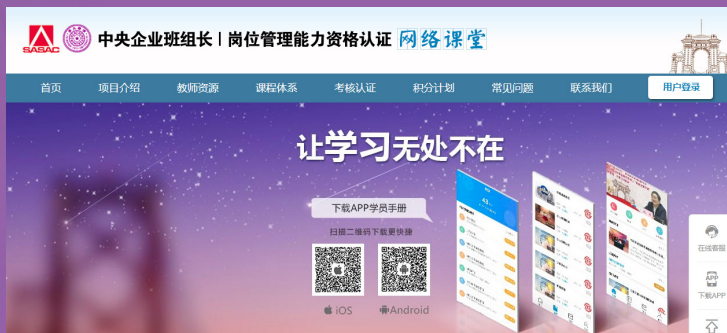 SASAC 中央企业班组长 | 岗位管理能力资格认证 网络课堂
首页 项目介绍 教师资源 课程体系 考核认证 积分计划 常见问题 联系我们 用户登录
让学习无处不在
下载APP学员手册
扫描二维码下载更快捷
iOS Android
在线客服
APP
下载APP